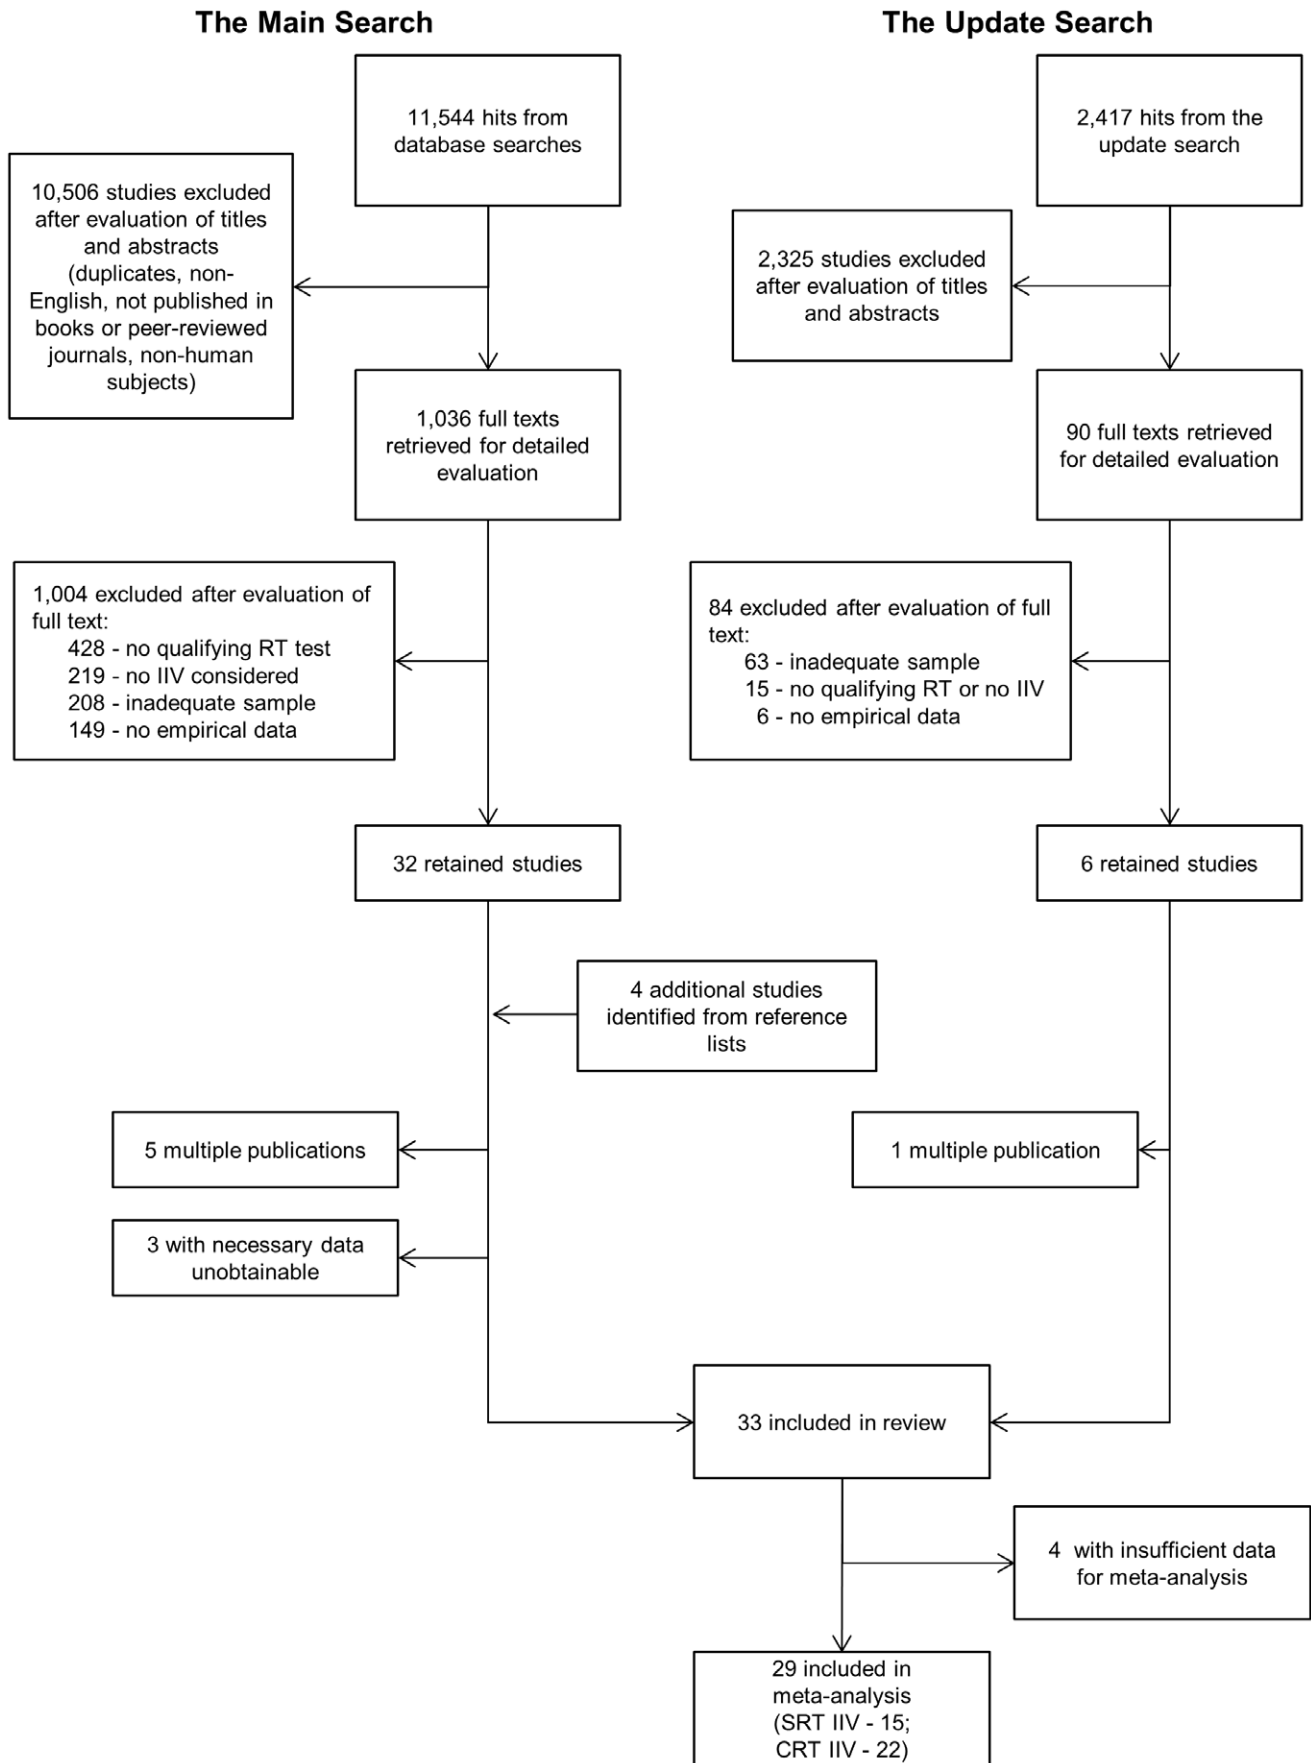 The Main Search
The Update Search
11,544 hits from
database searches
2,417 hits from the
update search
10,506 studies excluded
after evaluation of titles
and abstracts
(duplicates, non-
English, not published in
books or peer-reviewed
journals, non-human
subjects)
2,325 studies excluded
after evaluation of titles
and abstracts
1,036 full texts
retrieved for detailed
evaluation
90 full texts retrieved
for detailed evaluation
1,004 excluded after evaluation of
full text:
428 - no qualifying RT test
219 - no IIV considered
208 - inadequate sample
149 - no empirical data
84 excluded after evaluation of full
text:
63 - inadequate sample
15 - no qualifying RT or no IIV
6 - no empirical data
32 retained studies
6 retained studies
4 additional studies
identified from reference
lists
5 multiple publications
1 multiple publication
3 with necessary data
unobtainable
33 included in review
4 with insufficient data
for meta-analysis
29 included in
meta-analysis
(SRT IIV - 15;
CRT IIV - 22)